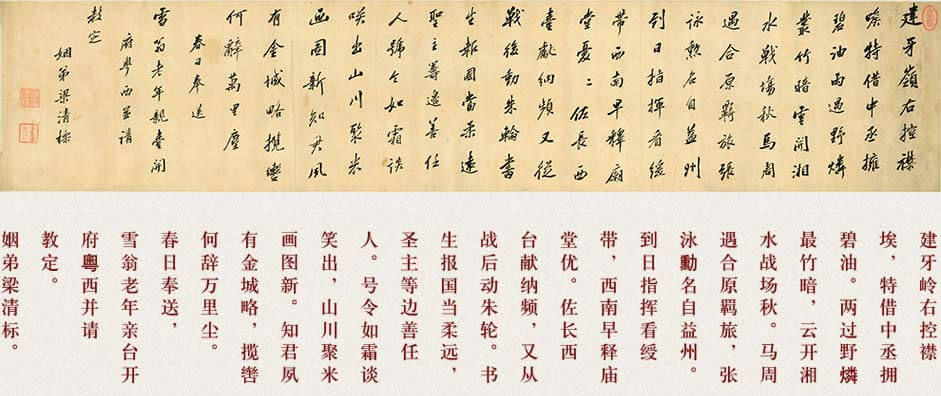 建牙嶺右控襟
喉特借中丞擁
碧油雨過野燐
叢竹暗雲開湘
水戰場秋馬周
遇合原羇旅張
詠勲名自益州
到日指揮看緩
帶西南早釋廟
堂憂二佐長西
臺獻納頻又從
戰後動朱輪書
生報國當柔遠
聖主籌邊善任
人號令如霜談
咲出山川聚米
画圖新知君夙
有金城略攬轡
何辭萬里塵
春日奉送
雪翁老年親臺開
府粤西並請
教定
姻弟梁清標
建牙岭右控襟
埃，特借中丞拥
碧油。两过野燐
最竹暗，云开湘
水战场秋。马周
遇合原羁旅，张
泳勳名自益州。
到日指挥看绶
带，西南早释庙
堂优。佐长西
台献纳频，又从
战后动朱轮。书
生报国当柔远，
圣主等边善任
人。号令如霜谈
笑出，山川聚米
画图新。知君夙
有金城略，揽辔
何辞万里尘。
春日奉送，
雪翁老年亲台开
府粤西并请
教定。
姻弟梁清标。